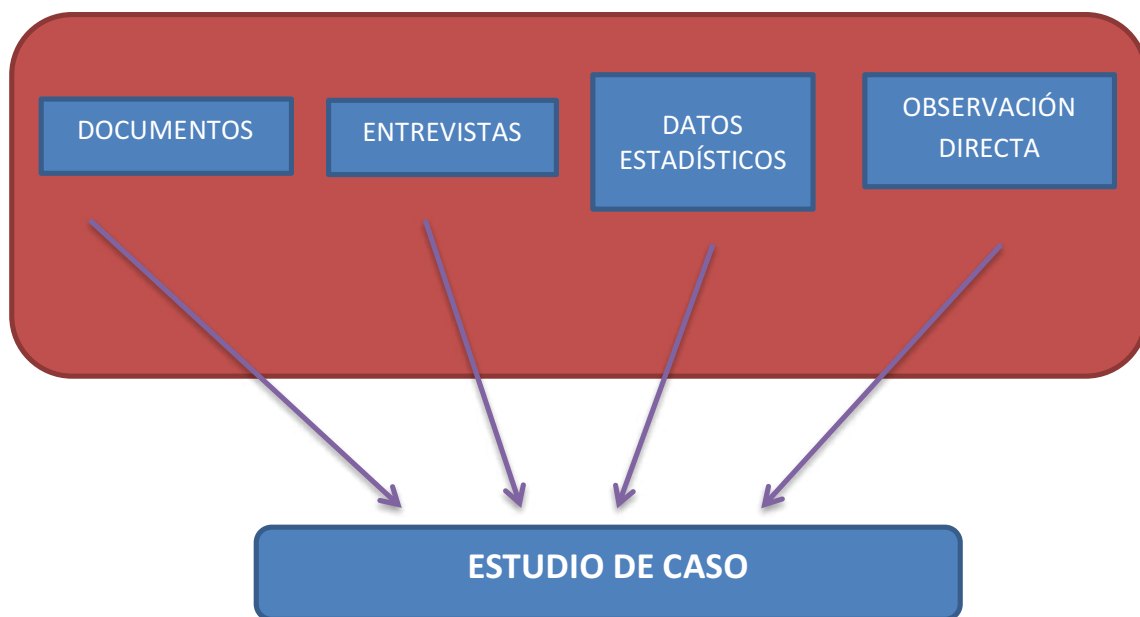 DOCUMENTOS
ENTREVISTAS
DATOS
ESTADÍSTICOS
OBSERVACIÓN
DIRECTA
ESTUDIO DE CASO